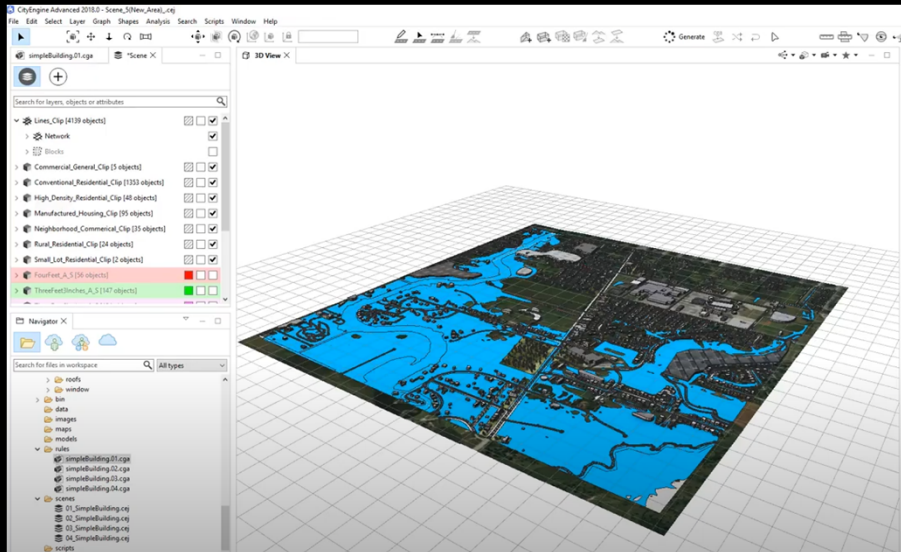 CityEngine Advanced 2018.0 - Scene_5(New_Area)_.cej
File Edit Select Layer Graph Shapes Analysis Search Scripts Window Help
Generate
simpleBuilding.01.cga *Scene
3D View
Search for layers, objects or attributes
Lines_Clip [4139 objects]
Network
Blocks
Commercial_General_Clip [5 objects]
Conventional_Residential_Clip [1353 objects]
High_Density_Residential_Clip [48 objects]
Manufactured_Housing_Clip [95 objects]
Neighborhood_Commerical_Clip [35 objects]
Rural_Residential_Clip [24 objects]
Small_Lot_Residential_Clip [2 objects]
FourFeet_A_S [56 objects]
ThreeFeet3Inches_A_S [147 objects]
Navigator
Search for files in workspace All types
roofs
window
bin
data
images
maps
models
rules
simpleBuilding.01.cga
simpleBuilding.02.cga
simpleBuilding.03.cga
simpleBuilding.04.cga
scenes
01_SimpleBuilding.cej
02_SimpleBuilding.cej
03_SimpleBuilding.cej
04_SimpleBuilding.cej
scripts